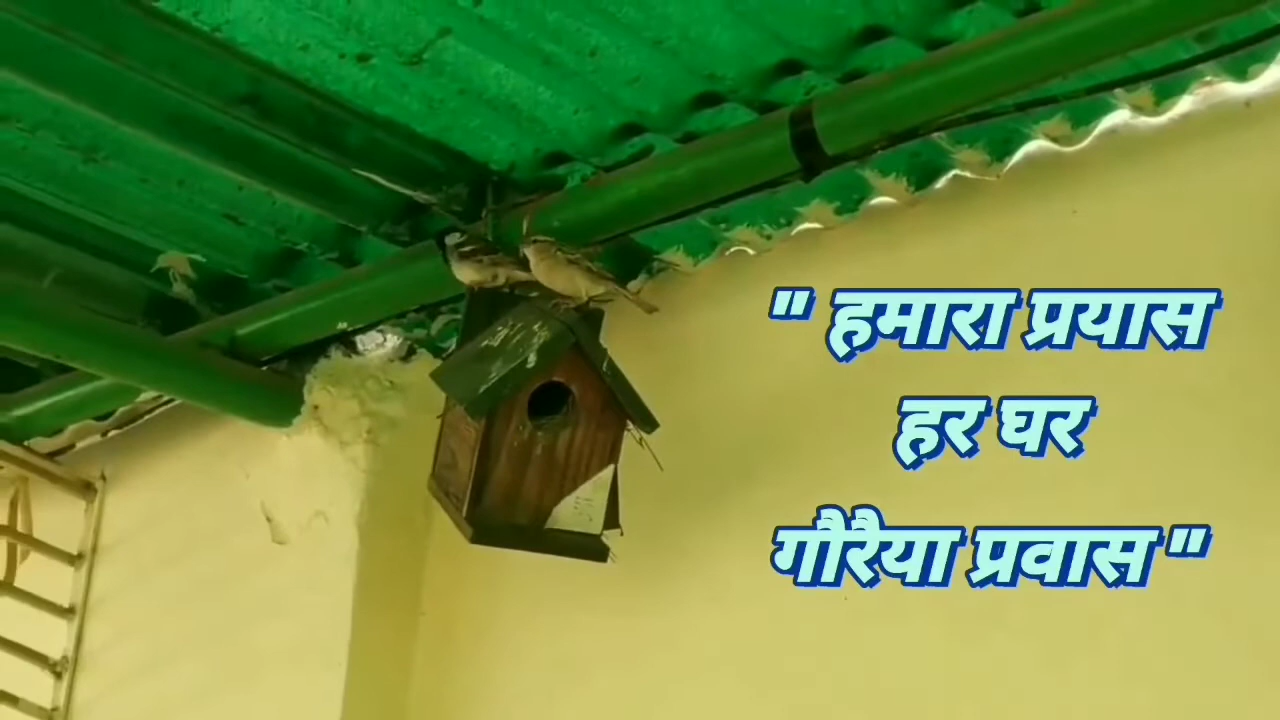 " हमारा प्रयास
हर घर
गौरैया प्रवास "